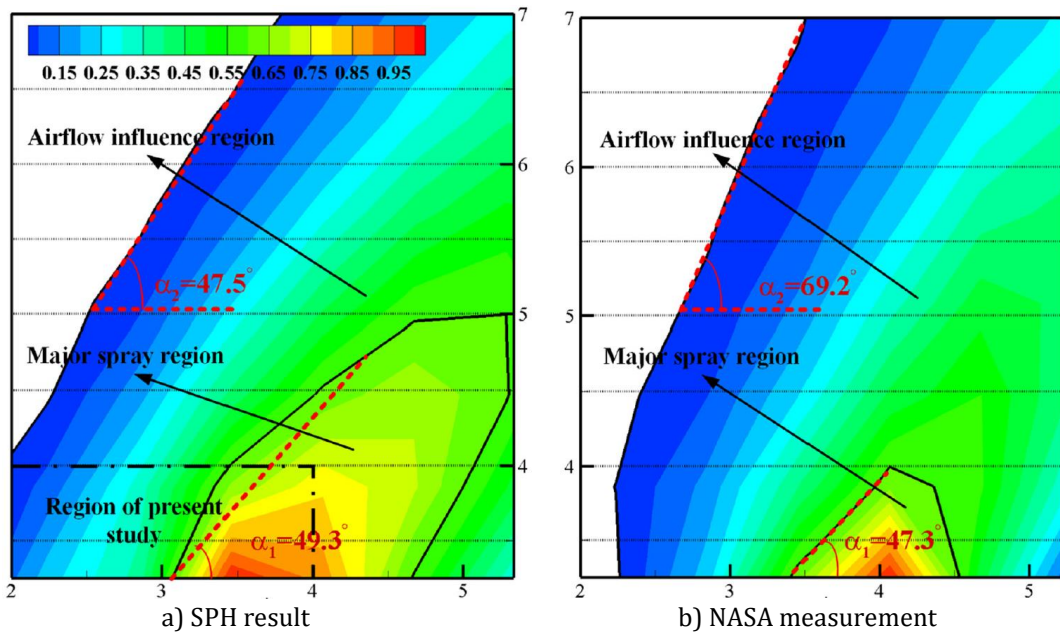 0.15 0.25 0.35 0.45 0.55 0.65 0.75 0.85 0.95
Airflow influence region
α₂=47.5°
Major spray region
Region of present
study
α₁=49.3°
7
6
5
4
2 3 4 5
a) SPH result
Airflow influence region
α₂=69.2°
Major spray region
α₁=47.3°
7
6
5
4
2 3 4 5
b) NASA measurement